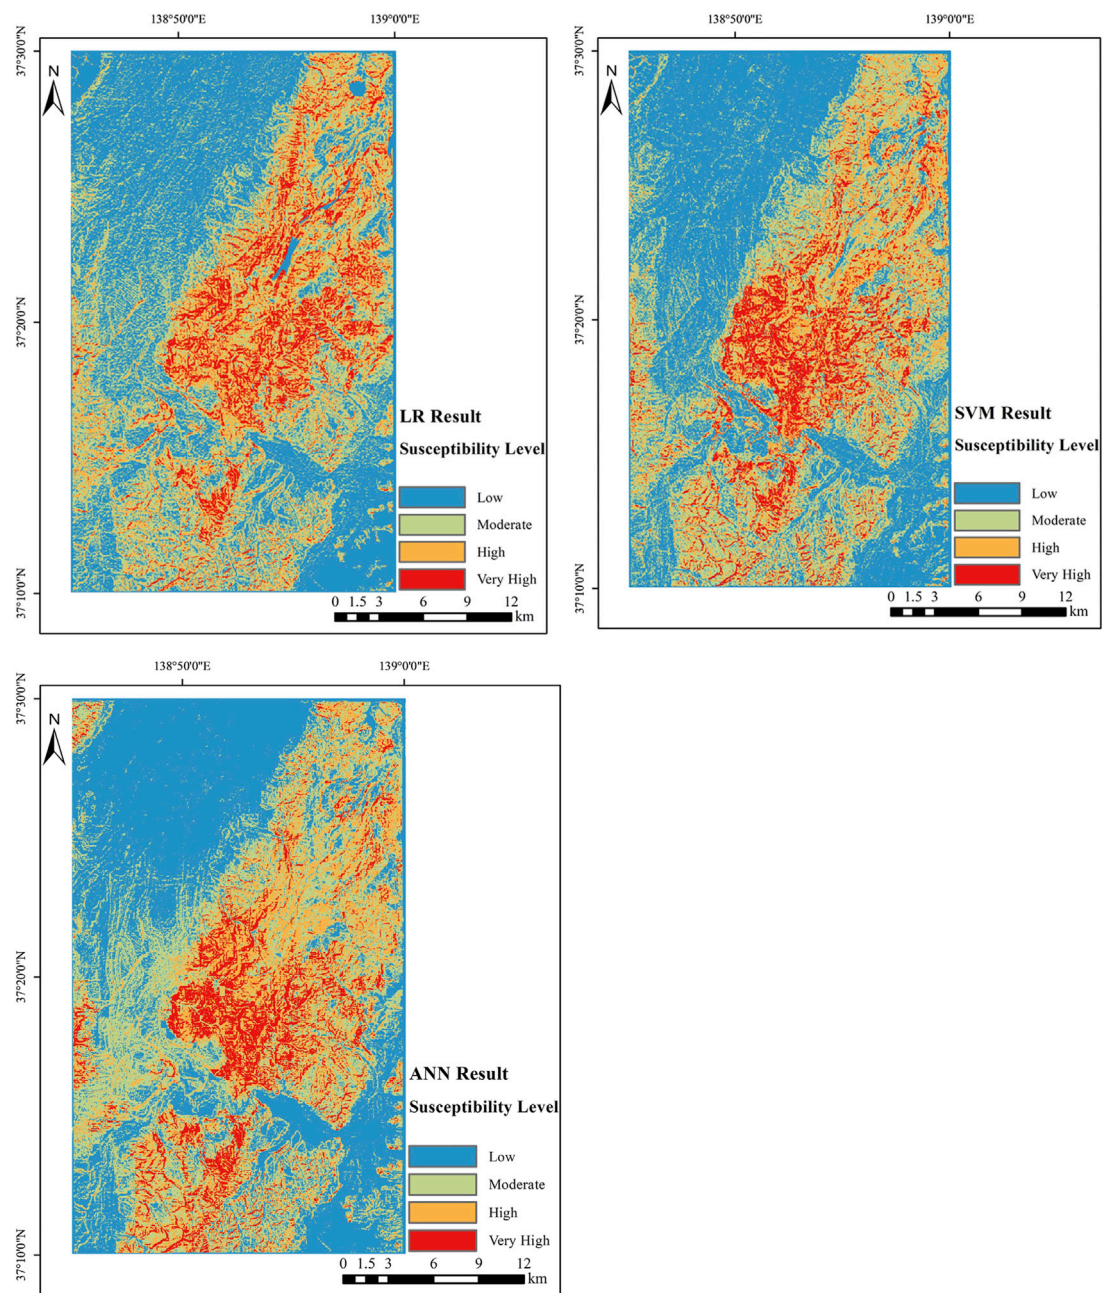 138°50'0"E 139°0'0"E
37°30'0"N
N
37°20'0"N
LR Result
Susceptibility Level
Low
Moderate
High
Very High
37°10'0"N
0 1.5 3 6 9 12
km
138°50'0"E 139°0'0"E
37°30'0"N
N
37°20'0"N
SVM Result
Susceptibility Level
Low
Moderate
High
Very High
37°10'0"N
0 1.5 3 6 9 12
km
138°50'0"E 139°0'0"E
37°30'0"N
N
37°20'0"N
ANN Result
Susceptibility Level
Low
Moderate
High
Very High
37°10'0"N
0 1.5 3 6 9 12
km